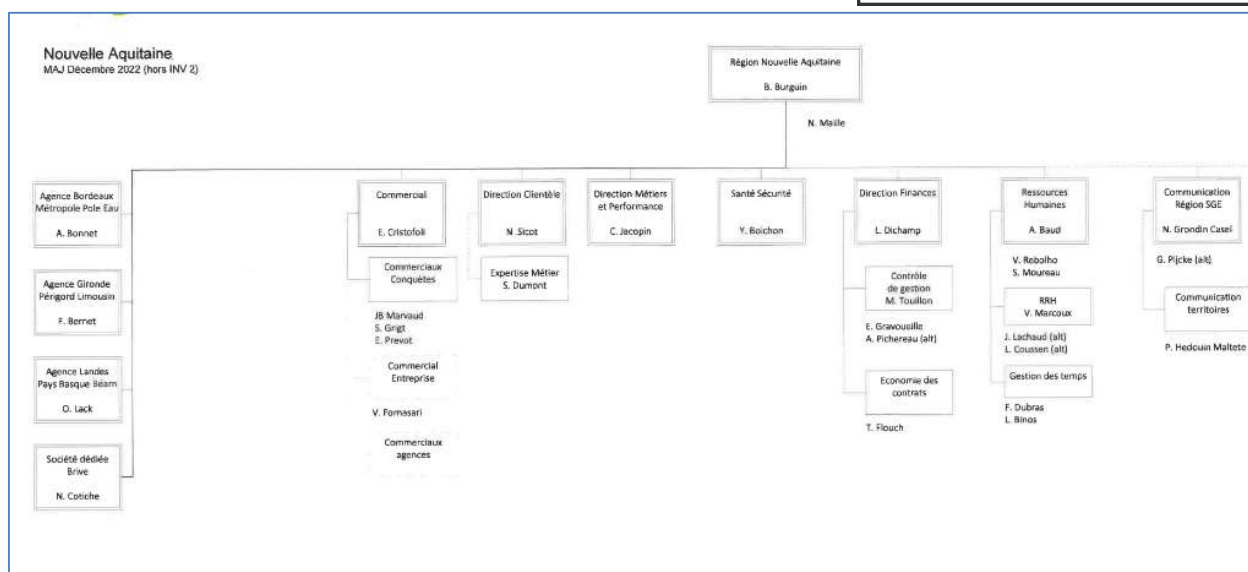 Nouvelle Aquitaine
MAJ Décembre 2022 (hors INV 2)
Région Nouvelle Aquitaine
B. Burguin
N. Maille
Agence Bordeaux
Métropole Pole Eau
A. Bonnet
Agence Gironde
Périgord Limousin
F. Bernet
Agence Landes
Pays Basque Béarn
O. Lack
Société dédiée
Brive
N. Cotiche
Commercial
E. Cristofoli
Commerciaux
Conquêtes
JB Marvaud
S. Grigt
E. Prevot
Commercial
Entreprise
V. Fornasari
Commerciaux
agences
Direction Clientèle
N .Sicot
Expertise Métier
S. Dumont
Direction Métiers
et Performance
C. Jacopin
Santé Sécurité
Y. Boichon
Direction Finances
L. Dichamp
Contrôle
de gestion
M. Touillon
E. Gravouille
A. Pichereau (alt)
Economie des
contrats
T. Flouch
Ressources
Humaines
A. Baud
V. Rebolho
S. Moureau
RRH
V. Marcoux
J. Lachaud (alt)
L. Coussen (alt)
Gestion des temps
F. Dubras
L. Binos
Communication
Région SGE
N. Grondin Casei
G. Pijcke (alt)
Communication
territoires
P. Hedouin Maltete